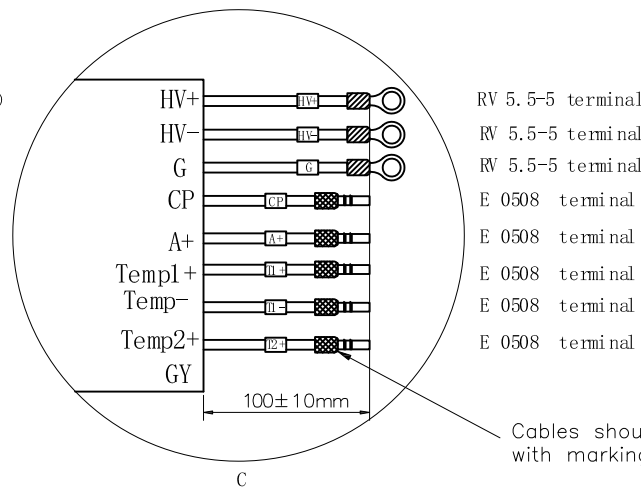 )
HV+ HV+ RV 5.5-5 terminal
HV- HV- RV 5.5-5 terminal
G G RV 5.5-5 terminal
CP CP E 0508 terminal
A+ A+ E 0508 terminal
Temp1+ T1+ E 0508 terminal
Temp- T1- E 0508 terminal
Temp2+ T2+ E 0508 terminal
GY
100±10mm
Cables shou
with markin
C